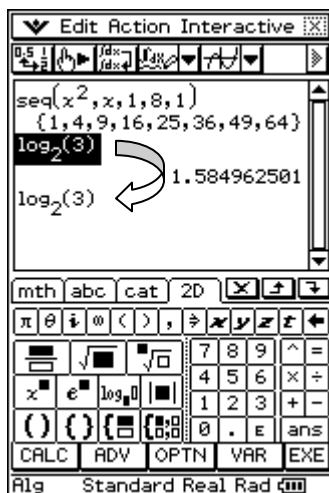 Edit Action Interactive
seq(x²,x,1,8,1)
{1,4,9,16,25,36,49,64}
log₂(3)
1.584962501
log₂(3)
mth abc cat 2D
π θ i ∞ ( ) , ⇒ x y z t ←
7 8 9 ^ =
4 5 6 × ÷
1 2 3 + -
0 . E ans
CALC ADV OPTN VAR EXE
Alg Standard Real Rad